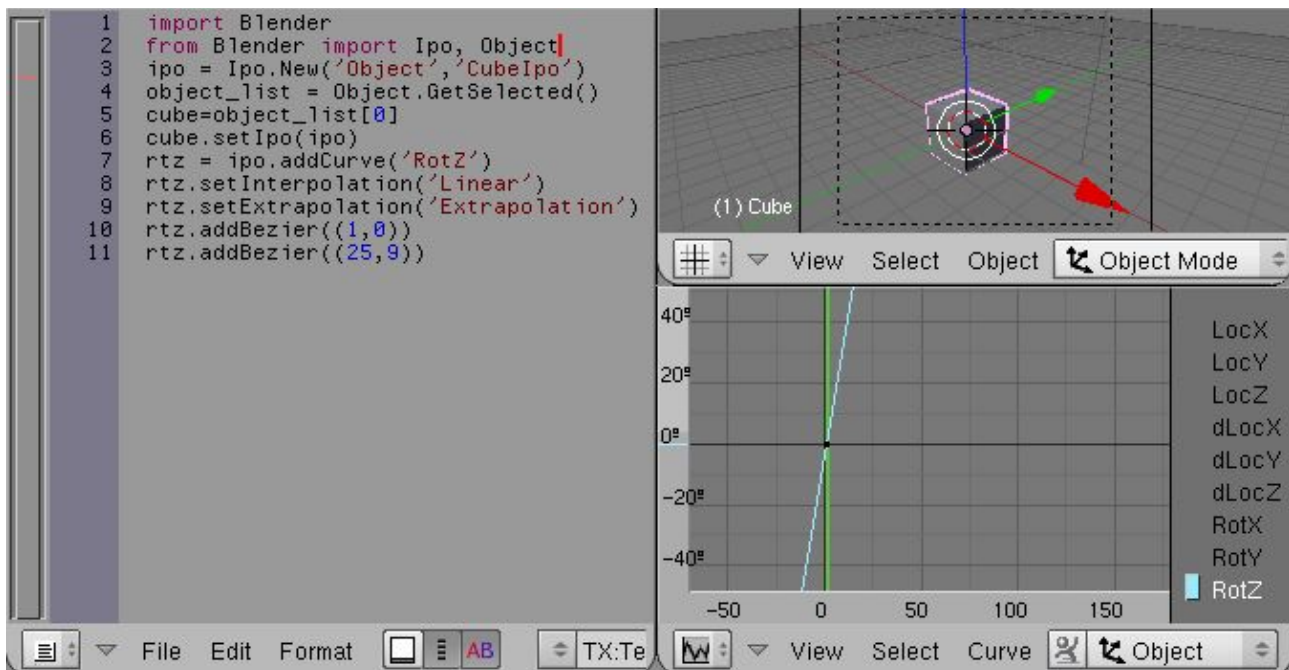 1 import Blender
2 from Blender import Ipo, Object
3 ipo = Ipo.New('Object','CubeIpo')
4 object_list = Object.GetSelected()
5 cube=object_list[0]
6 cube.setIpo(ipo)
7 rtz = ipo.addCurve('RotZ')
8 rtz.setInterpolation('Linear')
9 rtz.setExtrapolation('Extrapolation')
10 rtz.addBezier((1,0))
11 rtz.addBezier((25,9))
File Edit Format AB TX:Te
(1) Cube
View Select Object Object Mode
40º
20º
0º
-20º
-40º
-50 0 50 100 150
LocX
LocY
LocZ
dLocX
dLocY
dLocZ
RotX
RotY
RotZ
View Select Curve Object